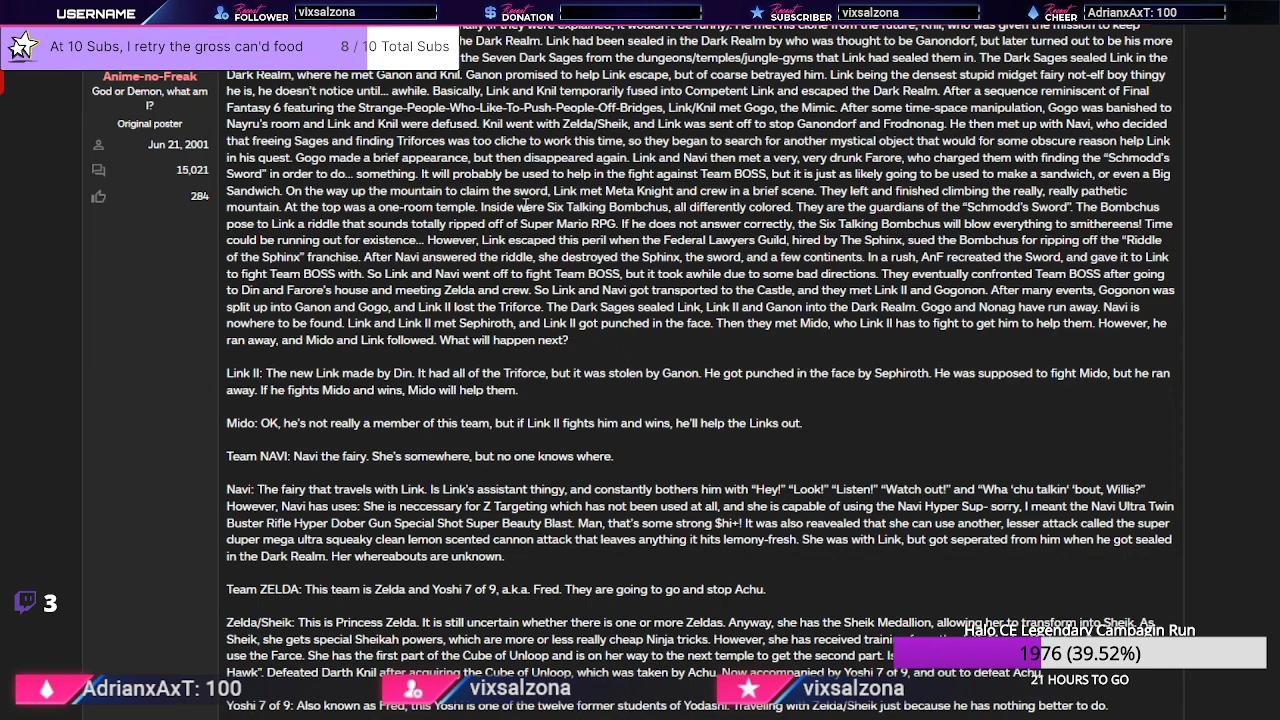 USERNAME
Recent FOLLOWER
vixsalzona
Recent DONATION
Recent SUBSCRIBER
vixsalzona
Recent CHEER
AdrianxAxT: 100
At 10 Subs, I retry the gross can'd food
8 / 10 Total Subs
Anime-no-Freak
God or Demon, what am I?
Original poster
Jun 21, 2001
15,021
284
the Dark Realm. Link had been sealed in the Dark Realm by who was thought to be Ganondorf, but later turned out to be his more
the Seven Dark Sages from the dungeons/temples/jungle-gyms that Link had sealed them in. The Dark Sages sealed Link in the
Dark Realm, where he met Ganon and Knil. Ganon promised to help Link escape, but of coarse betrayed him. Link being the densest stupid midget fairy not-elf boy thingy
he is, he doesn't notice until... awhile. Basically, Link and Knil temporarily fused into Competent Link and escaped the Dark Realm. After a sequence reminiscent of Final
Fantasy 6 featuring the Strange-People-Who-Like-To-Push-People-Off-Bridges, Link/Knil met Gogo, the Mimic. After some time-space manipulation, Gogo was banished to
Nayru's room and Link and Knil were defused. Knil went with Zelda/Sheik, and Link was sent off to stop Ganondorf and Frodnonag. He then met up with Navi, who decided
that freeing Sages and finding Triforces was too cliche to work this time, so they began to search for another mystical object that would for some obscure reason help Link
in his quest. Gogo made a brief appearance, but then disappeared again. Link and Navi then met a very, very drunk Farore, who charged them with finding the "Schmodd's
Sword" in order to do... something. It will probably be used to help in the fight against Team BOSS, but it is just as likely going to be used to make a sandwich, or even a Big
Sandwich. On the way up the mountain to claim the sword, Link met Meta Knight and crew in a brief scene. They left and finished climbing the really, really pathetic
mountain. At the top was a one-room temple. Inside were Six Talking Bombchus, all differently colored. They are the guardians of the "Schmodd's Sword". The Bombchus
pose to Link a riddle that sounds totally ripped off of Super Mario RPG. If he does not answer correctly, the Six Talking Bombchus will blow everything to smithereens! Time
could be running out for existence... However, Link escaped this peril when the Federal Lawyers Guild, hired by The Sphinx, sued the Bombchus for ripping off the "Riddle
of the Sphinx" franchise. After Navi answered the riddle, she destroyed the Sphinx, the sword, and a few continents. In a rush, AnF recreated the Sword, and gave it to Link
to fight Team BOSS with. So Link and Navi went off to fight Team BOSS, but it took awhile due to some bad directions. They eventually confronted Team BOSS after going
to Din and Farore's house and meeting Zelda and crew. So Link and Navi got transported to the Castle, and they met Link II and Gogonon. After many events, Gogonon was
split up into Ganon and Gogo, and Link II lost the Triforce. The Dark Sages sealed Link, Link II and Ganon into the Dark Realm. Gogo and Nonag have run away. Navi is
nowhere to be found. Link and Link II met Sephiroth, and Link II got punched in the face. Then they met Mido, who Link II has to fight to get him to help them. However, he
ran away, and Mido and Link followed. What will happen next?
Link II: The new Link made by Din. It had all of the Triforce, but it was stolen by Ganon. He got punched in the face by Sephiroth. He was supposed to fight Mido, but he ran
away. If he fights Mido and wins, Mido will help them.
Mido: OK, he's not really a member of this team, but if Link II fights him and wins, he'll help the Links out.
Team NAVI: Navi the fairy. She's somewhere, but no one knows where.
Navi: The fairy that travels with Link. Is Link's assistant thingy, and constantly bothers him with "Hey!" "Look!" "Listen!" "Watch out!" and "Wha 'chu talkin' 'bout, Willis?"
However, Navi has uses: She is neccessary for Z Targeting which has not been used at all, and she is capable of using the Navi Hyper Sup- sorry, I meant the Navi Ultra Twin
Buster Rifle Hyper Dober Gun Special Shot Super Beauty Blast. Man, that's some strong $hi+! It was also reavealed that she can use another, lesser attack called the super
duper mega ultra squeaky clean lemon scented cannon attack that leaves anything it hits lemony-fresh. She was with Link, but got seperated from him when he got sealed
in the Dark Realm. Her whereabouts are unknown.
Team ZELDA: This team is Zelda and Yoshi 7 of 9, a.k.a. Fred. They are going to go and stop Achu.
Zelda/Sheik: This is Princess Zelda. It is still uncertain whether there is one or more Zeldas. Anyway, she has the Sheik Medallion, allowing her to transform into Sheik. As
Sheik, she gets special Sheikah powers, which are more or less really cheap Ninja tricks. However, she has received
use the Farce. She has the first part of the Cube of Unloop and is on her way to the next temple to get the second part.
Hawk". Defeated Darth Knil after acquiring the Cube of Unloop, which was taken by Achu. Now accompanied by Yoshi 7 of 9, and out to defeat
Yoshi 7 of 9: Also known as Fred, this Yoshi is one of the twelve former students of Yodashi. Traveling with Zelda/Sheik just because he has nothing better to do.
3
Halo CE Legendary Campagin Run
1976 (39.52%)
21 HOURS TO GO
AdrianxAxT: 100
vixsalzona
vixsalzona